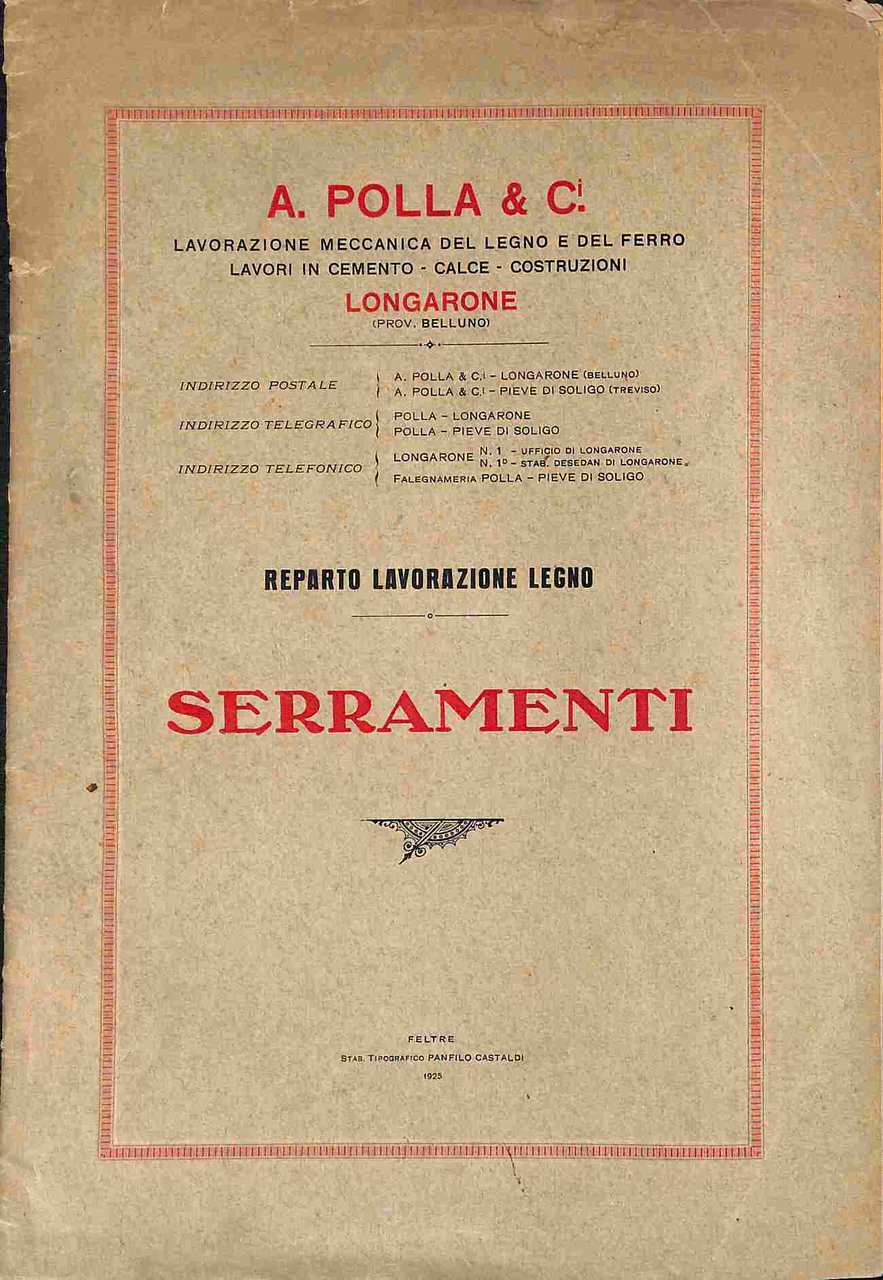 A. POLLA & Ci.
LAVORAZIONE MECCANICA DEL LEGNO E DEL FERRO
LAVORI IN CEMENTO - CALCE - COSTRUZIONI
LONGARONE
(PROV. BELLUNO)
INDIRIZZO POSTALE
A. POLLA & C.i - LONGARONE (BELLUNO)
A. POLLA & C.i - PIEVE DI SOLIGO (TREVISO)
INDIRIZZO TELEGRAFICO
POLLA - LONGARONE
POLLA - PIEVE DI SOLIGO
INDIRIZZO TELEFONICO
LONGARONE
N. 1 - UFFICIO DI LONGARONE
N. 1D - STAB. DESEDAN DI LONGARONE
FALEGNAMERIA POLLA - PIEVE DI SOLIGO
REPARTO LAVORAZIONE LEGNO
SERRAMENTI
FELTRE
STAB. TIPOGRAFICO PANFILO CASTALDI
1925